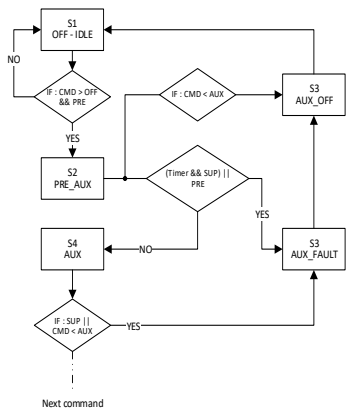 S1
OFF - IDLE
NO
IF : CMD > OFF
&& PRE
IF : CMD < AUX
S3
AUX_OFF
YES
S2
PRE_AUX
(Timer && SUP) ||
PRE
YES
NO
S4
AUX
S3
AUX_FAULT
IF : SUP ||
CMD < AUX
YES
Next command